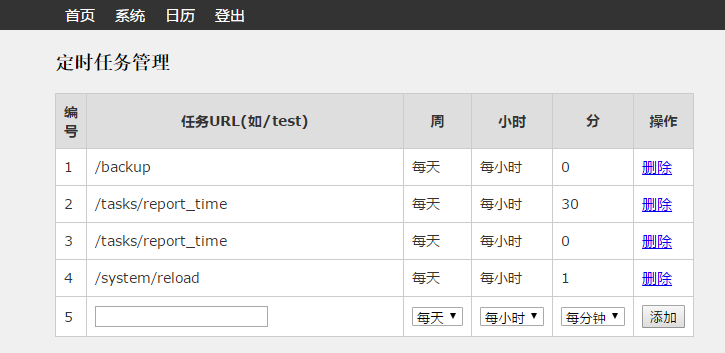 首页 系统 日历 登出
定时任务管理
编号 任务URL(如/test) 周 小时 分 操作
1 /backup 每天 每小时 0 删除
2 /tasks/report_time 每天 每小时 30 删除
3 /tasks/report_time 每天 每小时 0 删除
4 /system/reload 每天 每小时 1 删除
5 每天 每小时 每分钟 添加